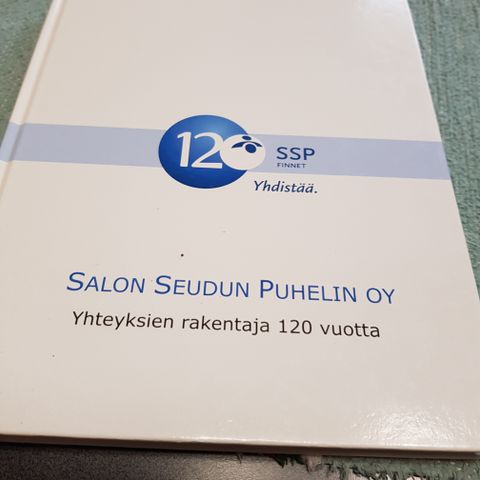 120 SSP
FINNET
Yhdistää.
SALON SEUDUN PUHELIN OY
Yhteyksien rakentaja 120 vuotta